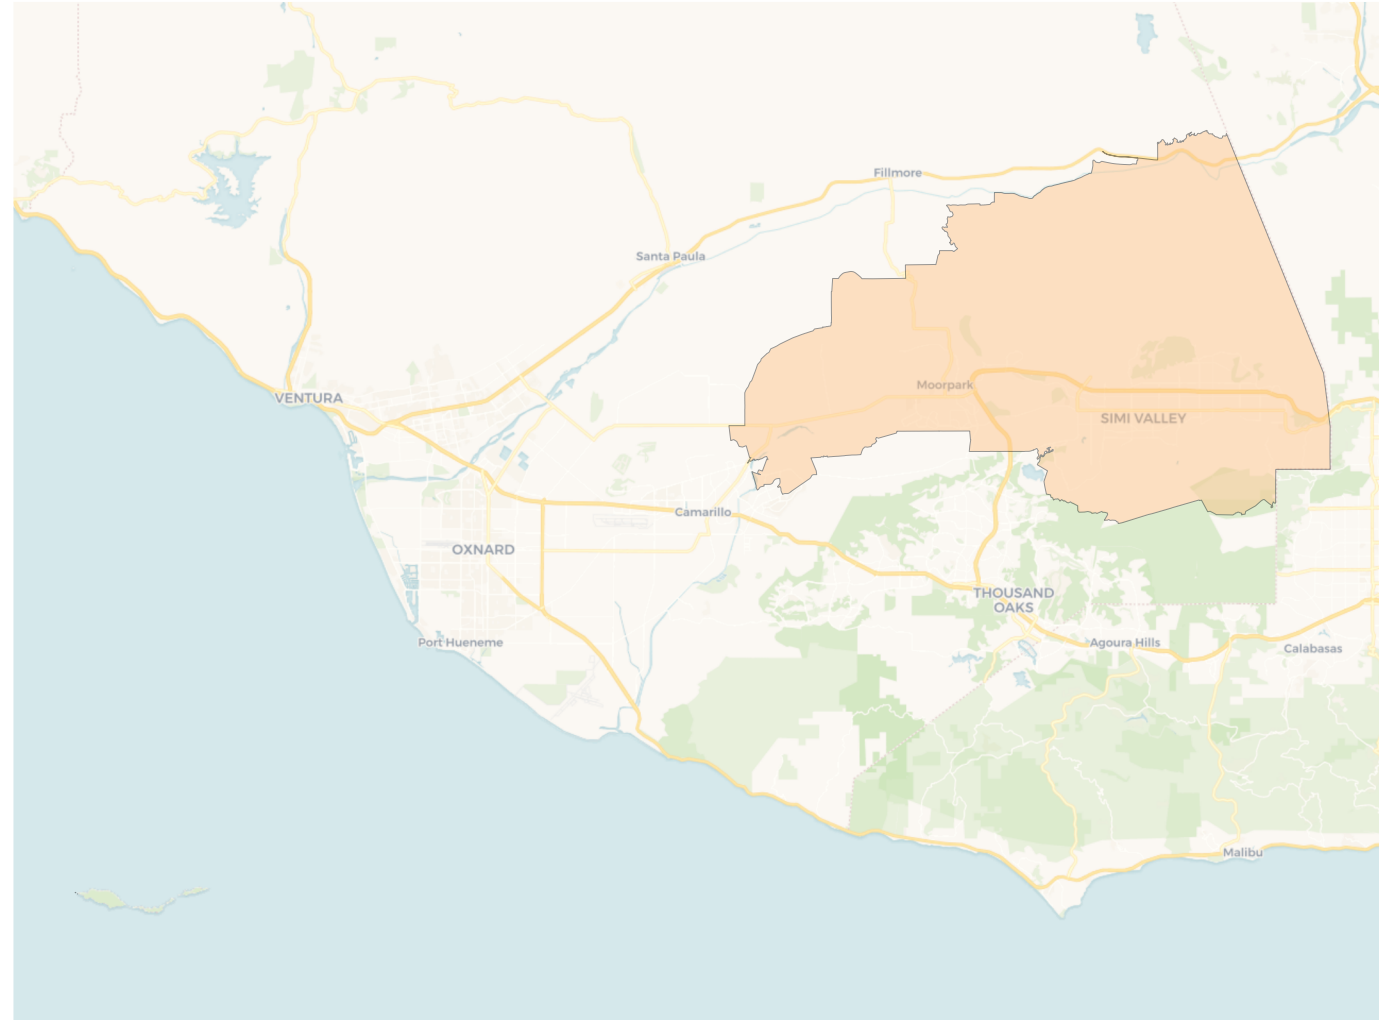 Fillmore
Santa Paula
Moorpark
VENTURA
SIMI VALLEY
Camarillo
OXNARD
THOUSAND
OAKS
Port Hueneme
Agoura Hills
Calabasas
Malibu